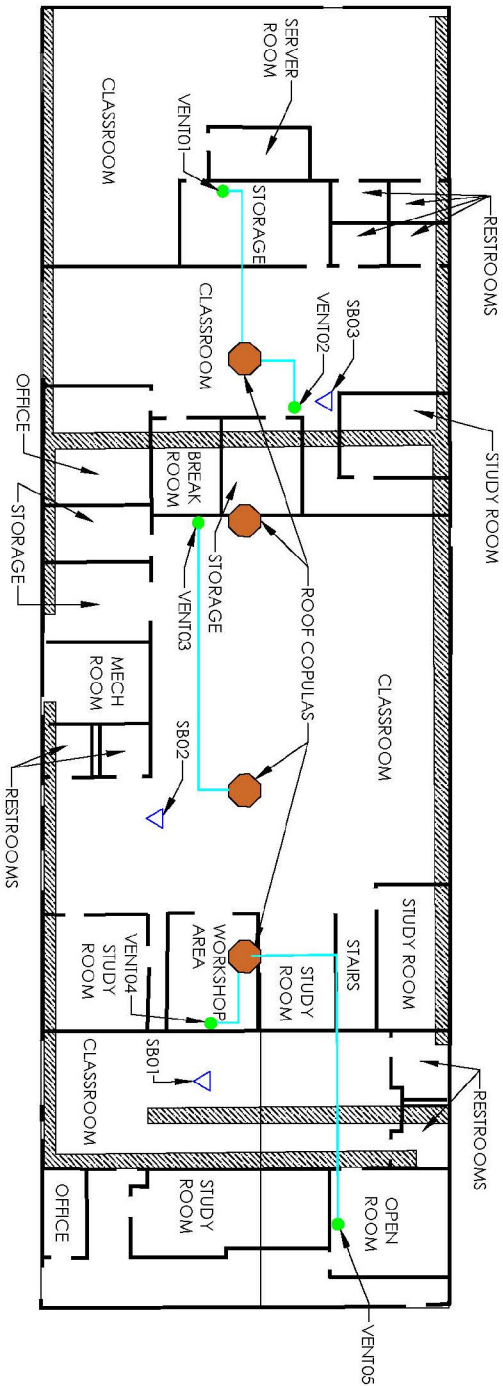 RESTROOMS
STUDY ROOM
RESTROOMS
STUDY ROOM
OPEN
ROOM
VENT05
CLASSROOM
STAIRS
SB03
VENT02
ROOF COPULAS
STUDY
ROOM
SERVER
ROOM
STORAGE
STORAGE
WORKSHOP
AREA
STUDY
ROOM
CLASSROOM
BREAK
ROOM
VENT01
VENT03
SB02
SB01
CLASSROOM
MECH
ROOM
VENT04
STUDY
ROOM
CLASSROOM
OFFICE
OFFICE
STORAGE
RESTROOMS